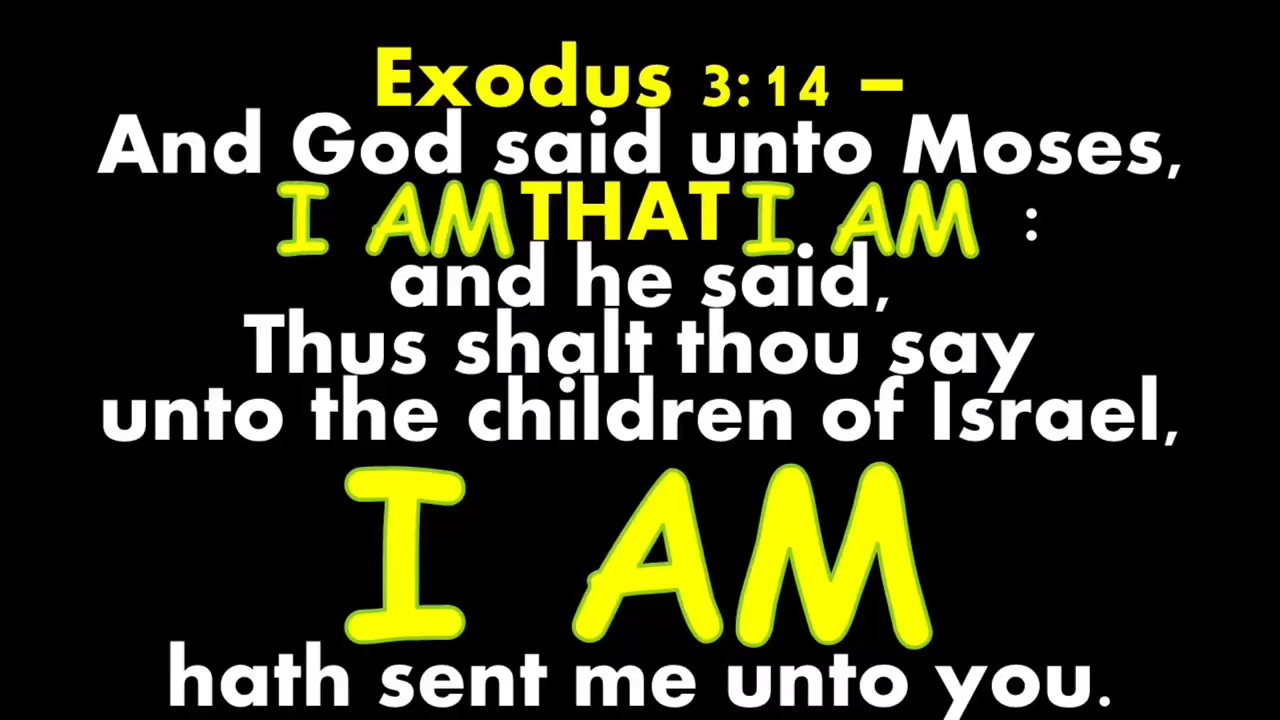 Exodus 3:14 –
And God said unto Moses,
I AM THAT I AM :
and he said,
Thus shalt thou say
unto the children of Israel,
I AM
hath sent me unto you.